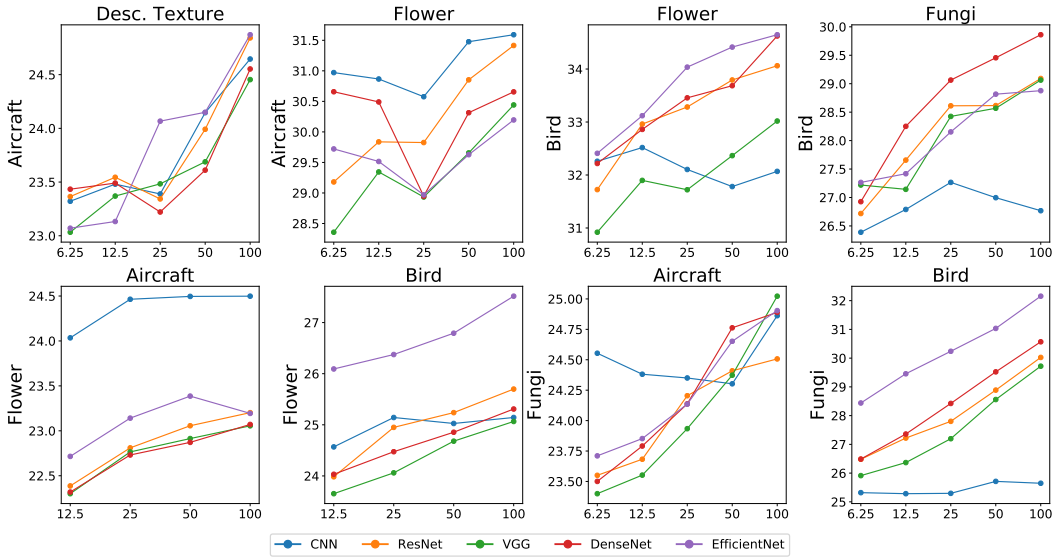 Desc. Texture
Flower
Flower
Fungi
Aircraft
24.5
24.0
23.5
23.0
6.25 12.5 25 50 100
Aircraft
31.5
31.0
30.5
30.0
29.5
29.0
28.5
6.25 12.5 25 50 100
Bird
34
33
32
31
6.25 12.5 25 50 100
Bird
30.0
29.5
29.0
28.5
28.0
27.5
27.0
26.5
6.25 12.5 25 50 100
Aircraft
Bird
Aircraft
Bird
Flower
24.5
24.0
23.5
23.0
22.5
12.5 25 50 100
Flower
27
26
25
24
12.5 25 50 100
Fungi
25.00
24.75
24.50
24.25
24.00
23.75
23.50
6.25 12.5 25 50 100
Fungi
32
31
30
29
28
27
26
25
6.25 12.5 25 50 100
CNN ResNet VGG DenseNet EfficientNet